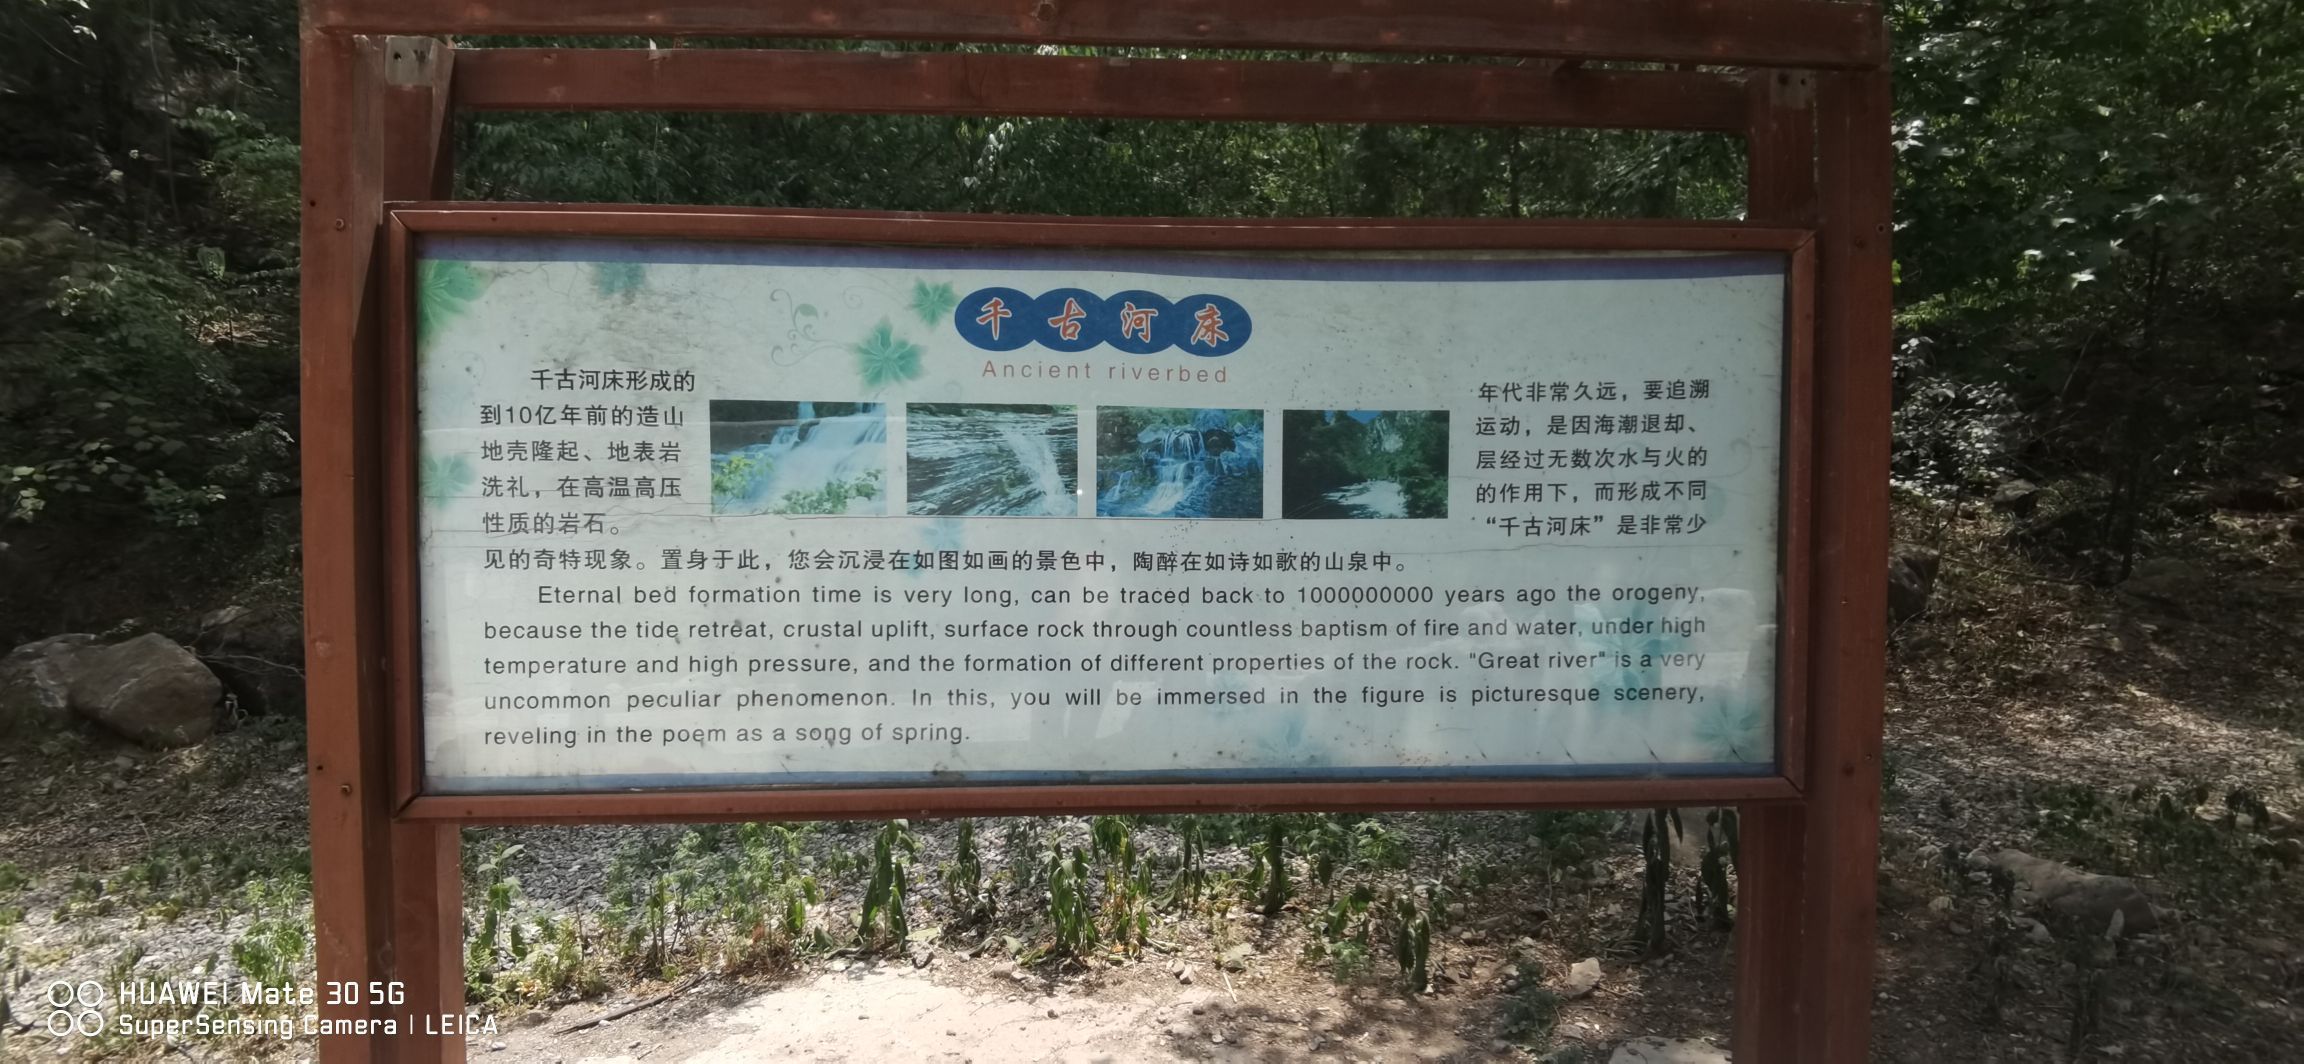 千古河床
Ancient riverbed
千古河床形成的年代非常久远，要追溯
到10亿年前的造山运动，是因海潮退却、
地壳隆起、地表岩层经过无数次水与火的
洗礼，在高温高压的作用下，而形成不同
性质的岩石。“千古河床”是非常少
见的奇特现象。置身于此，您会沉浸在如图如画的景色中，陶醉在如诗如歌的山泉中。
Eternal bed formation time is very long, can be traced back to 1000000000 years ago the orogeny,
because the tide retreat, crustal uplift, surface rock through countless baptism of fire and water, under high
temperature and high pressure, and the formation of different properties of the rock. "Great river" is a very
uncommon peculiar phenomenon. In this, you will be immersed in the figure is picturesque scenery,
reveling in the poem as a song of spring.
HUAWEI Mate 30 5G
SuperSensing Camera | LEICA